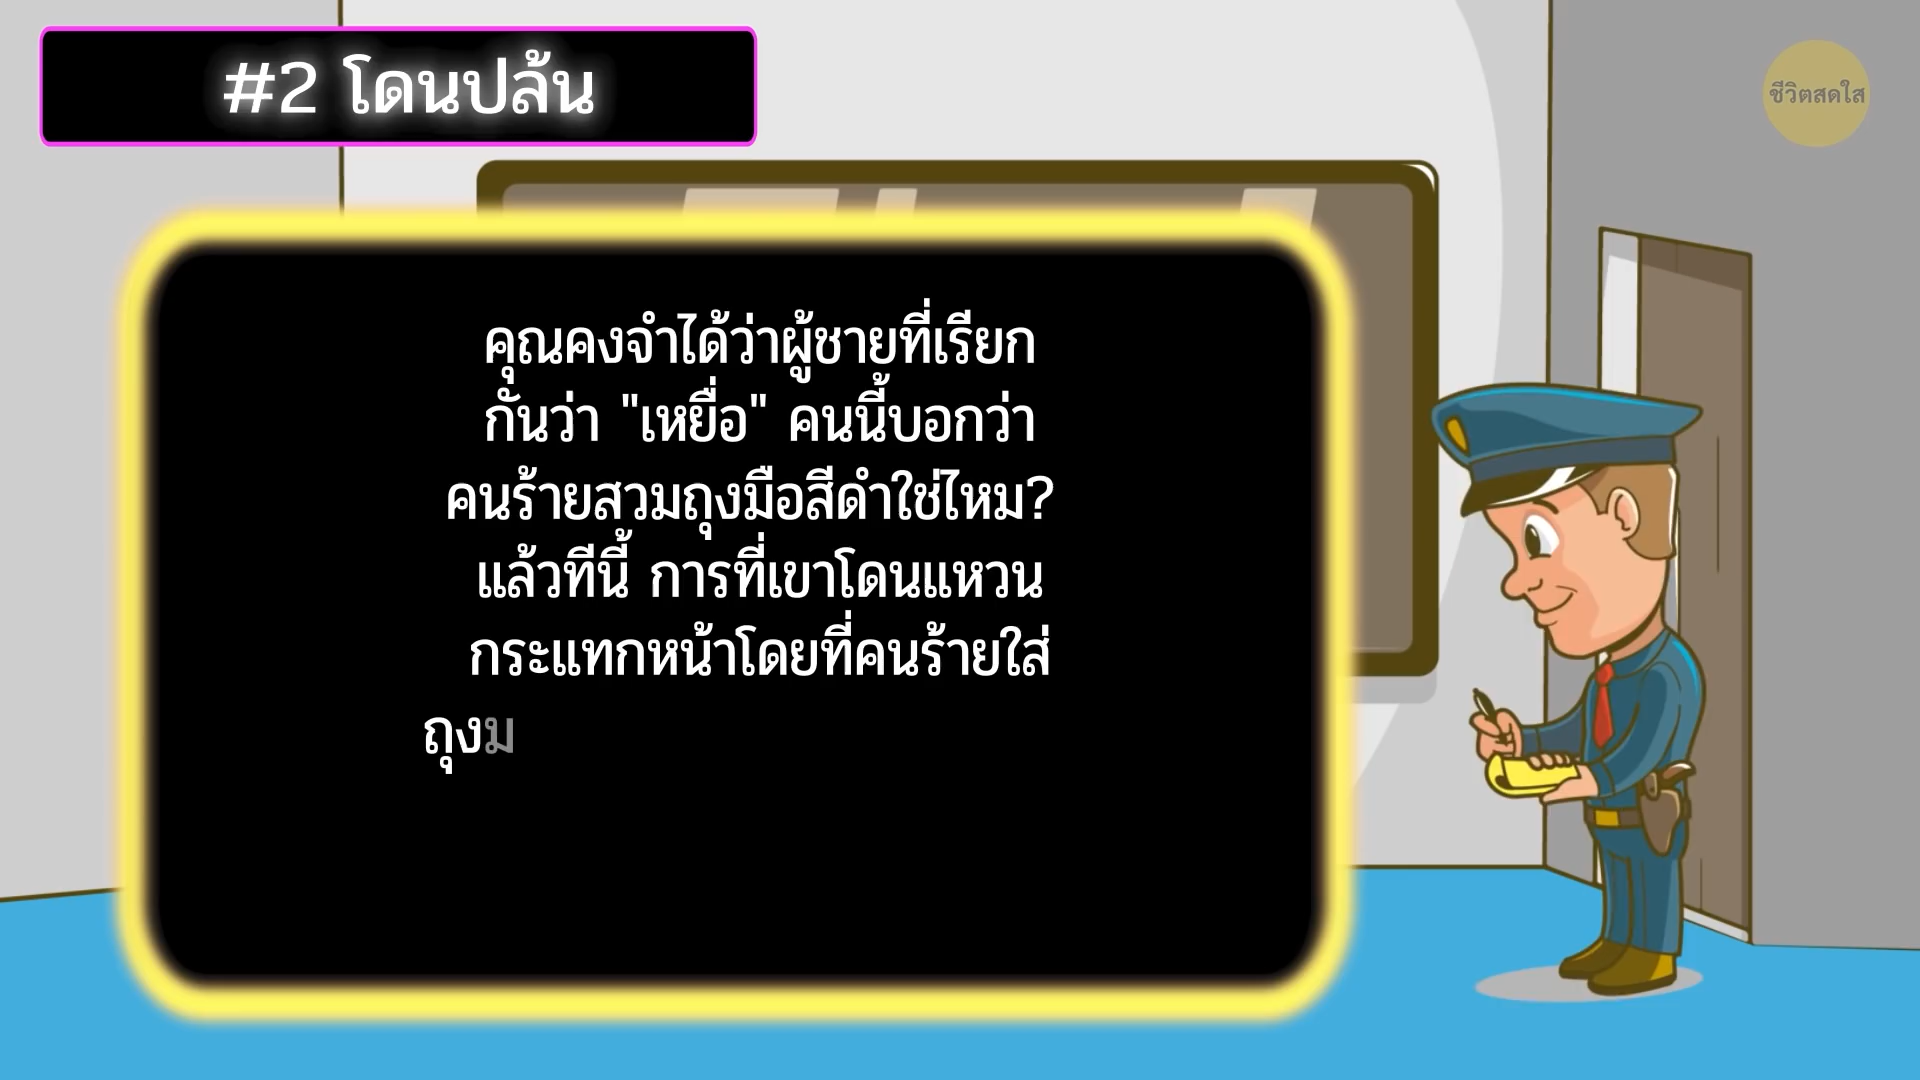 #2 โดนปล้น
ชีวิตสดใส
คุณคงจำได้ว่าผู้ชายที่เรียก
กันว่า "เหยื่อ" คนนี้บอกว่า
คนร้ายสวมถุงมือสีดำใช่ไหม?
แล้วทีนี้ การที่เขาโดนแหวน
กระแทกหน้าโดยที่คนร้ายใส่
ถุงม